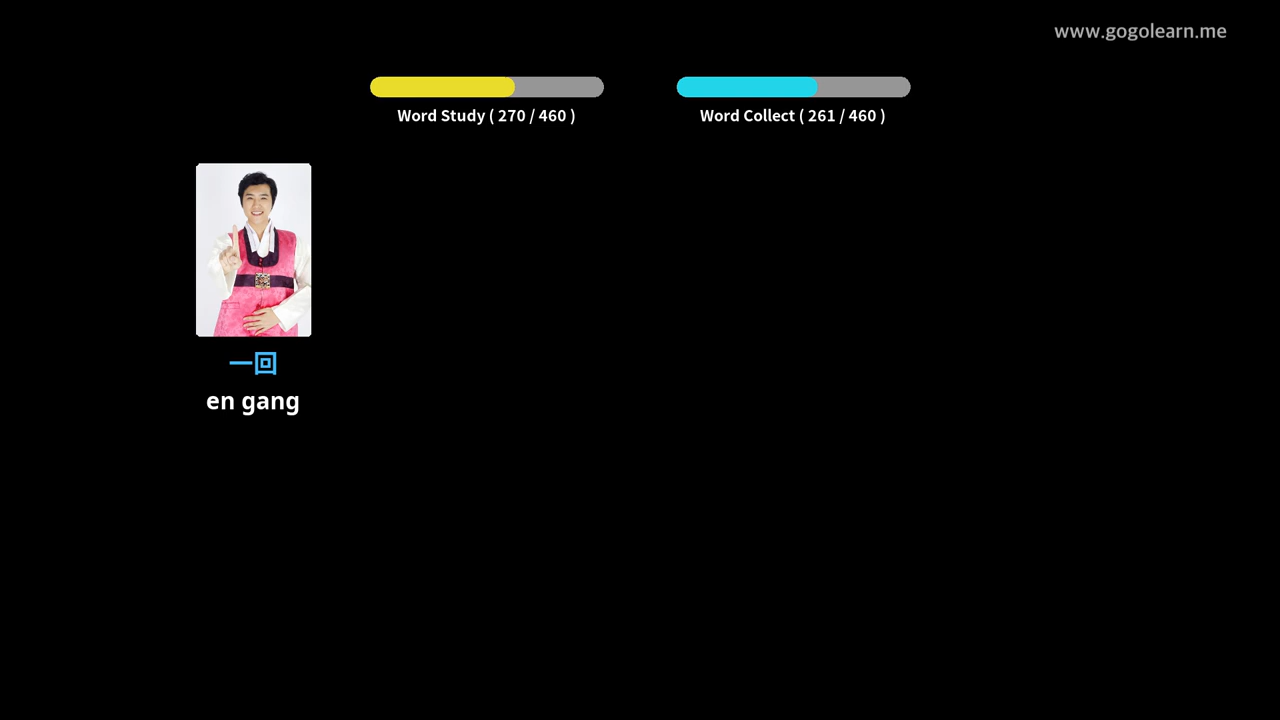 www.gogolearn.me
Word Study ( 270 / 460 )
Word Collect ( 261 / 460 )
一回
en gang